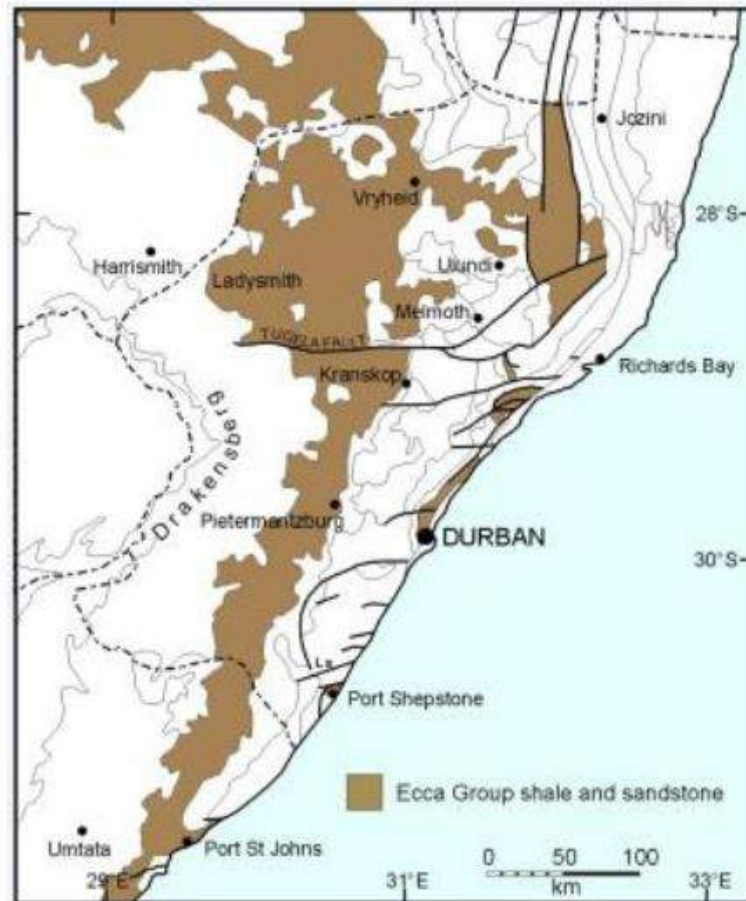 Jozini
Vryheid
28°S
Harrismith
Ladysmith
Ulundi
Melmoth
TUGELA FAULT
Richards Bay
Kranskop
Drakensberg
Pietermaritzburg
DURBAN
30°S
Port Shepstone
Ecca Group shale and sandstone
Umtata
Port St Johns
0 50 100
km
29°E
31°E
33°E